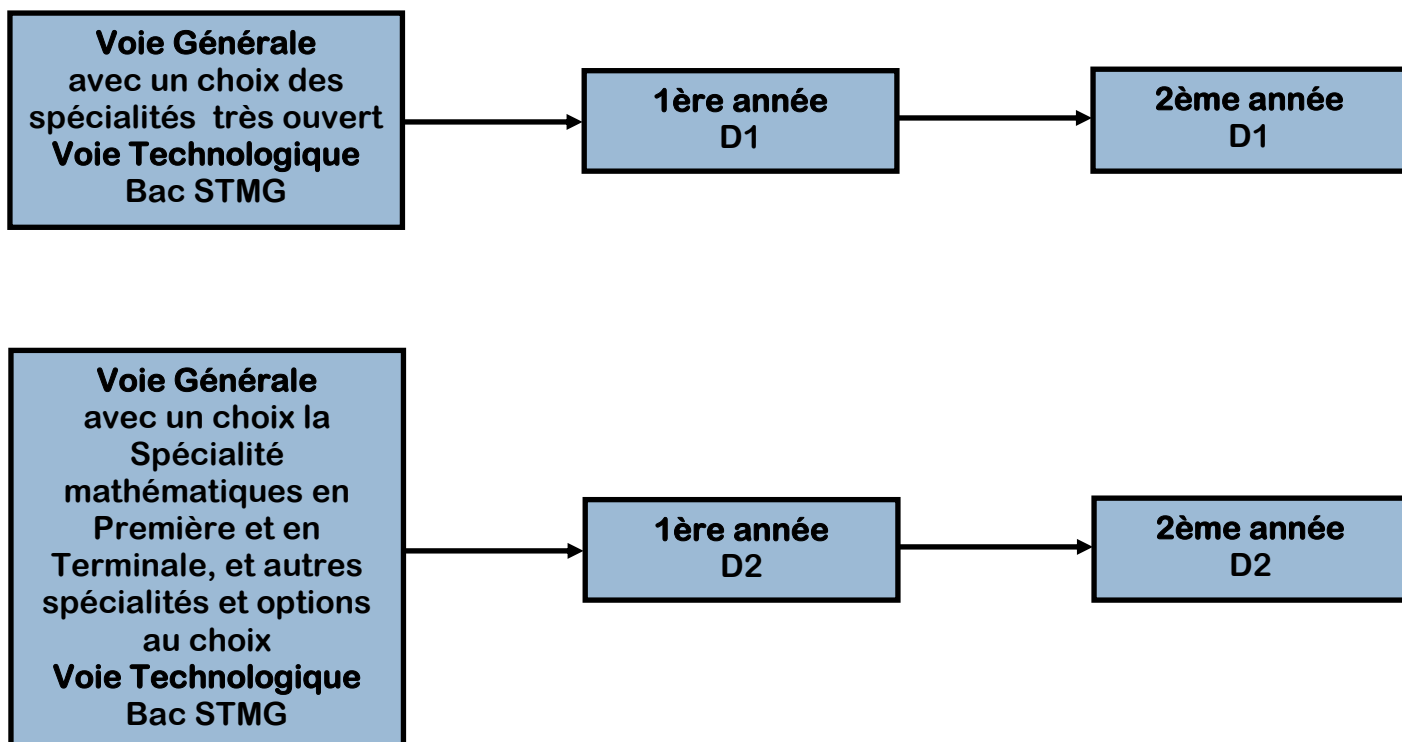 Voie Générale
avec un choix des
spécialités très ouvert
Voie Technologique
Bac STMG
1ère année
D1
2ème année
D1
Voie Générale
avec un choix la
Spécialité
mathématiques en
Première et en
Terminale, et autres
spécialités et options
au choix
Voie Technologique
Bac STMG
1ère année
D2
2ème année
D2